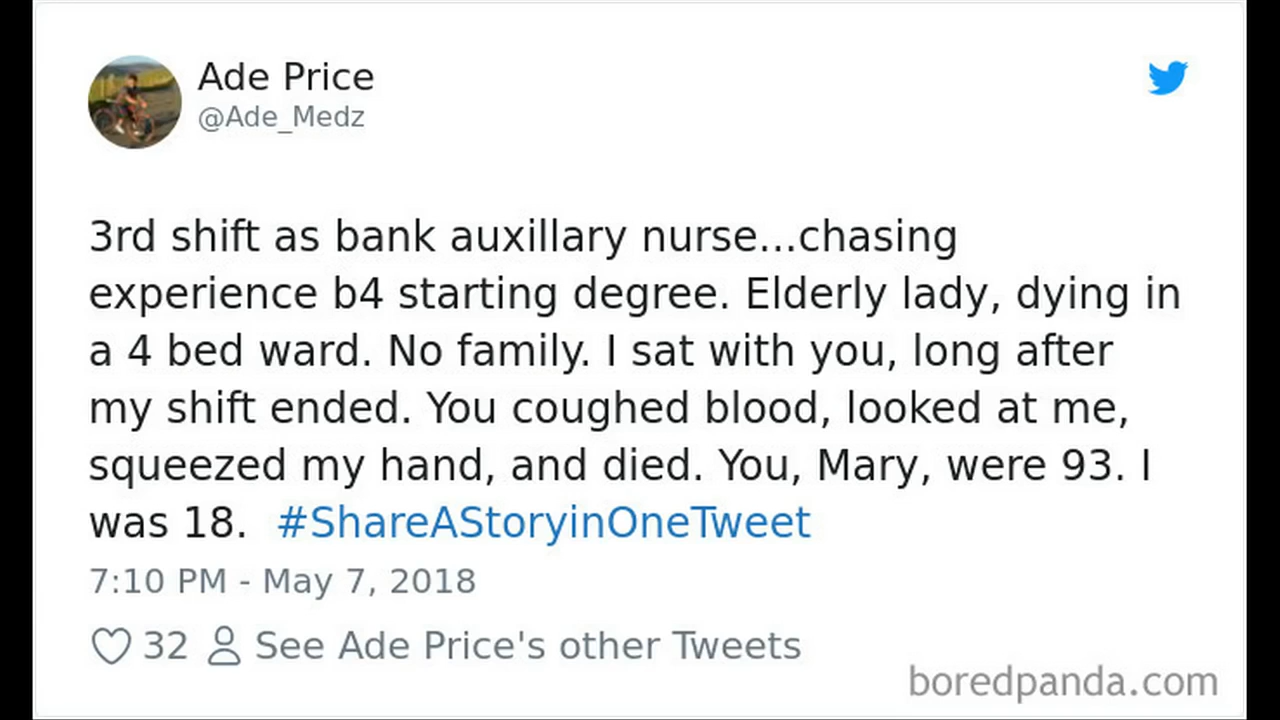 Ade Price
@Ade_Medz
3rd shift as bank auxillary nurse...chasing
experience b4 starting degree. Elderly lady, dying in
a 4 bed ward. No family. I sat with you, long after
my shift ended. You coughed blood, looked at me,
squeezed my hand, and died. You, Mary, were 93. I
was 18.  #ShareAStoryinOneTweet
7:10 PM - May 7, 2018
32 See Ade Price's other Tweets
boredpanda.com